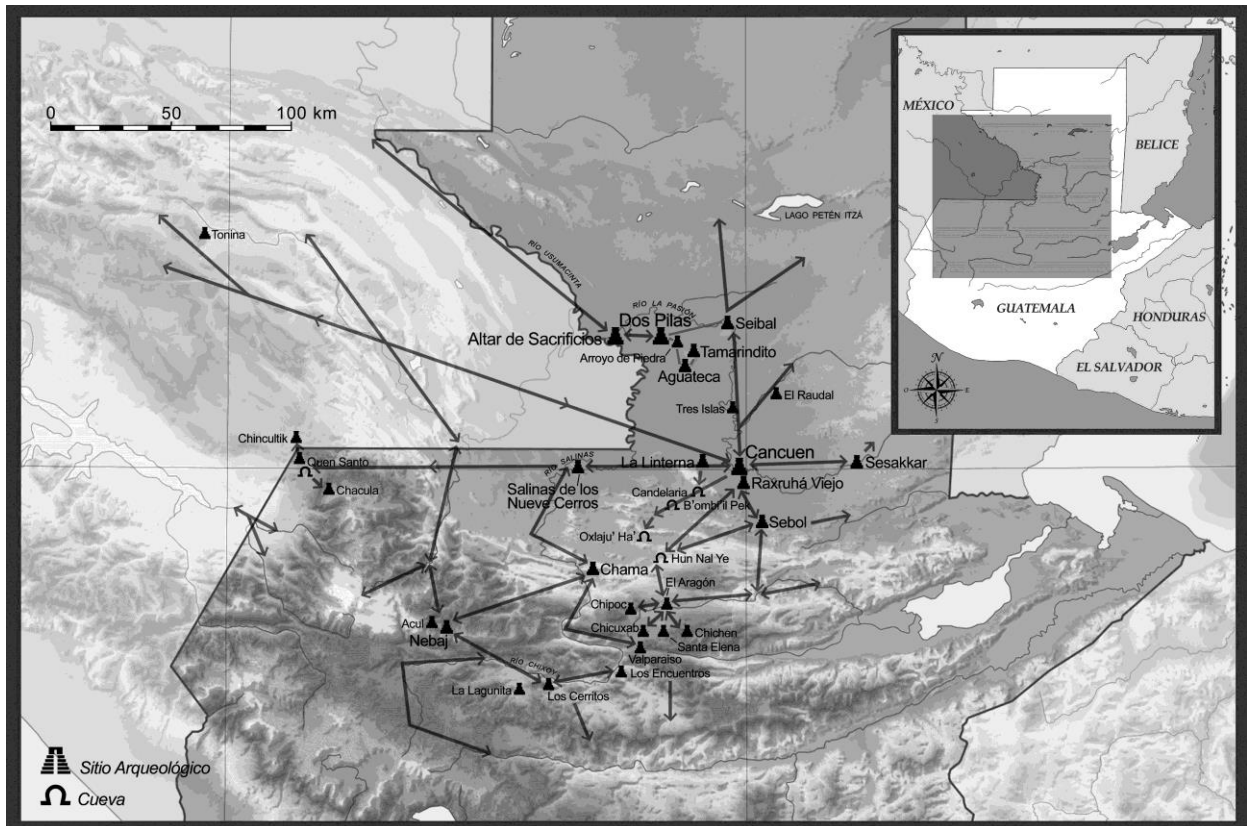 0 50 100 km
MÉXICO
BELICE
GUATEMALA
HONDURAS
EL SALVADOR
N
O E
S
LAGO PETÉN ITZÁ
Tonina
RÍO USUMACINTA
RÍO LA PASIÓN
Dos Pilas
Seibal
Altar de Sacrificios
Arroyo de Piedra
Tamarindito
Aguateca
Tres Islas
El Raudal
Chincultik
Quen Santo
Chacula
RÍO SALINAS
La Linterna
Cancuen
Sesakkar
Salinas de los
Nueve Cerros
Raxruhá Viejo
Candelaria
B'ombi'il Pek
Sebol
Oxlaju' Ha'
Hun Nal Ye
Chama
El Aragón
Chipoc
Acul
Nebaj
Chicuxab
Chichen
Santa Elena
Valparaiso
RÍO CHIXOY
Los Encuentros
La Lagunita
Los Cerritos
Sitio Arqueológico
Cueva